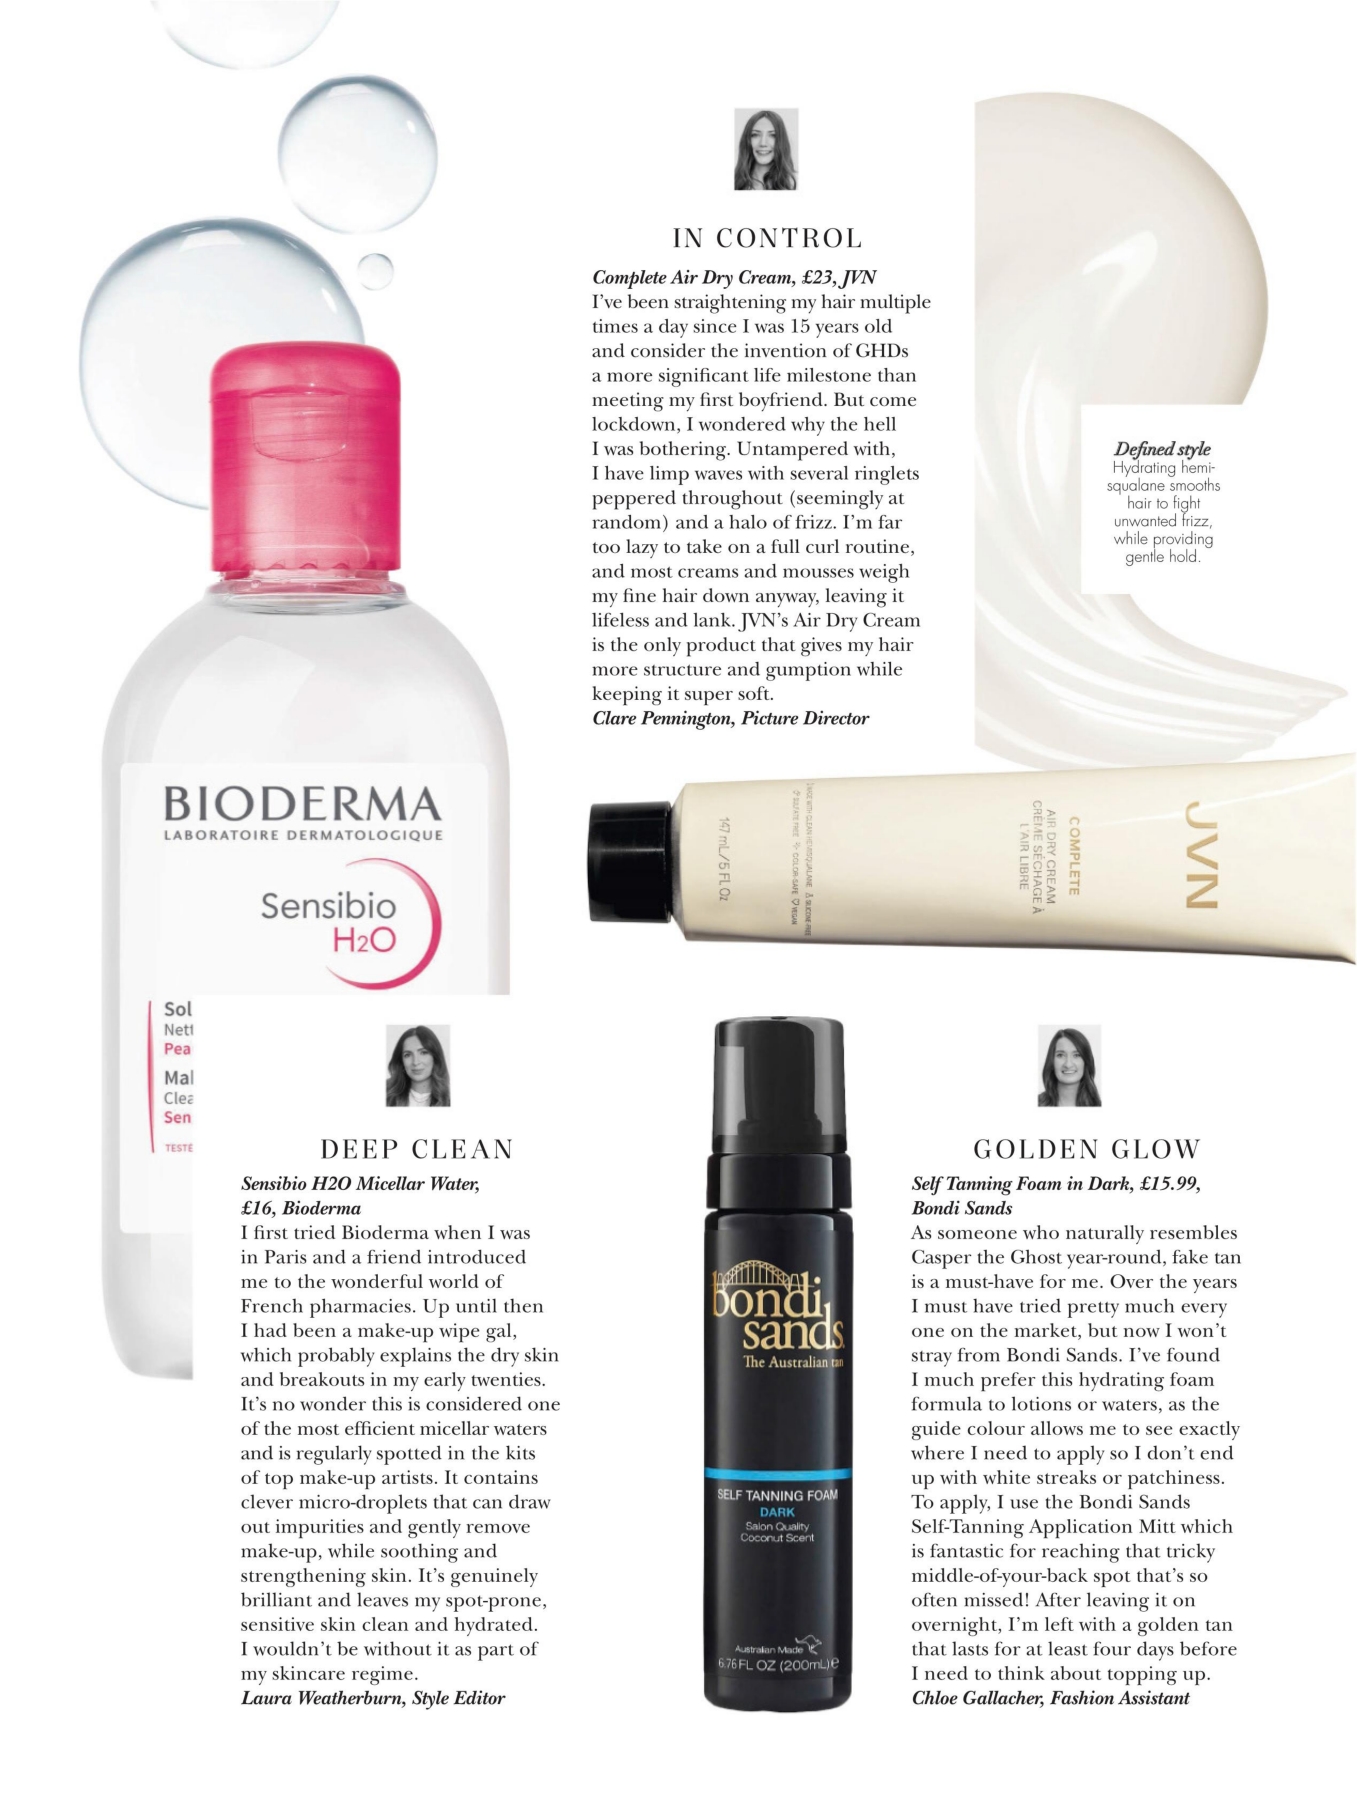 IN CONTROL
Complete Air Dry Cream, £23, JVN
I've been straightening my hair multiple
times a day since I was 15 years old
and consider the invention of GHDs
a more significant life milestone than
meeting my first boyfriend. But come
lockdown, I wondered why the hell
I was bothering. Untampered with,
I have limp waves with several ringlets
peppered throughout (seemingly at
random) and a halo of frizz. I'm far
too lazy to take on a full curl routine,
and most creams and mousses weigh
my fine hair down anyway, leaving it
lifeless and lank. JVN's Air Dry Cream
is the only product that gives my hair
more structure and gumption while
keeping it super soft.
Clare Pennington, Picture Director
Defined style
Hydrating hemi-
squalane smooths
hair to fight
unwanted frizz,
while providing
gentle hold.
BIODERMA
LABORATOIRE DERMATOLOGIQUE
Sensibio
H2O
Sol
Nett
Pea
Mal
Clea
Sen
TESTÉ
JVN
COMPLETE
AIR DRY CREAM
CRÈME SÉCHAGE À
L'AIR LIBRE
MADE WITH CLEAN HEMISQUALANE SILICONE-FREE
SULFATE FREE COLOR-SAFE VEGAN
147 mL/5 Fl Oz
DEEP CLEAN
Sensibio H2O Micellar Water,
£16, Bioderma
I first tried Bioderma when I was
in Paris and a friend introduced
me to the wonderful world of
French pharmacies. Up until then
I had been a make-up wipe gal,
which probably explains the dry skin
and breakouts in my early twenties.
It's no wonder this is considered one
of the most efficient micellar waters
and is regularly spotted in the kits
of top make-up artists. It contains
clever micro-droplets that can draw
out impurities and gently remove
make-up, while soothing and
strengthening skin. It's genuinely
brilliant and leaves my spot-prone,
sensitive skin clean and hydrated.
I wouldn't be without it as part of
my skincare regime.
Laura Weatherburn, Style Editor
bondi
sands
The Australian tan
SELF TANNING FOAM
DARK
Salon Quality
Coconut Scent
Australian Made
6.76 FL OZ (200mL) e
GOLDEN GLOW
Self Tanning Foam in Dark, £15.99,
Bondi Sands
As someone who naturally resembles
Casper the Ghost year-round, fake tan
is a must-have for me. Over the years
I must have tried pretty much every
one on the market, but now I won't
stray from Bondi Sands. I've found
I much prefer this hydrating foam
formula to lotions or waters, as the
guide colour allows me to see exactly
where I need to apply so I don't end
up with white streaks or patchiness.
To apply, I use the Bondi Sands
Self-Tanning Application Mitt which
is fantastic for reaching that tricky
middle-of-your-back spot that's so
often missed! After leaving it on
overnight, I'm left with a golden tan
that lasts for at least four days before
I need to think about topping up.
Chloe Gallacher, Fashion Assistant